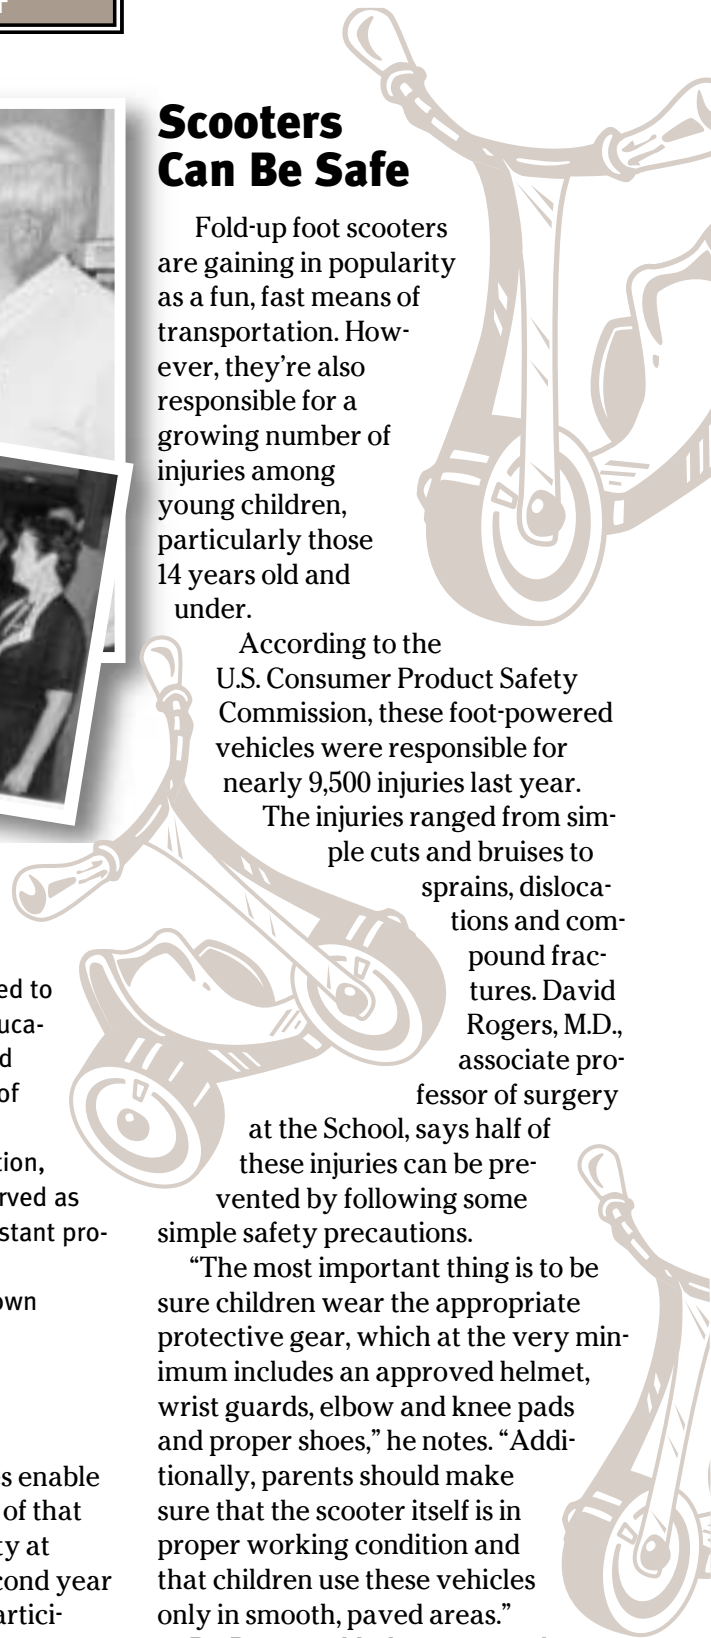 Scooters
Can Be Safe
Fold-up foot scooters
are gaining in popularity
as a fun, fast means of
transportation. How-
ever, they’re also
responsible for a
growing number of
injuries among
young children,
particularly those
14 years old and
under.
According to the
U.S. Consumer Product Safety
Commission, these foot-powered
vehicles were responsible for
nearly 9,500 injuries last year.
The injuries ranged from sim-
ple cuts and bruises to
sprains, disloca-
tions and com-
pound frac-
tures. David
Rogers, M.D.,
associate pro-
fessor of surgery
at the School, says half of
these injuries can be pre-
vented by following some
simple safety precautions.
“The most important thing is to be
sure children wear the appropriate
protective gear, which at the very min-
imum includes an approved helmet,
wrist guards, elbow and knee pads
and proper shoes,” he notes. “Addi-
tionally, parents should make
sure that the scooter itself is in
proper working condition and
that children use these vehicles
only in smooth, paved areas.”
ed to
uca-
d
of
tion,
rved as
stant pro-
own
s enable
of that
ty at
cond year
artici-